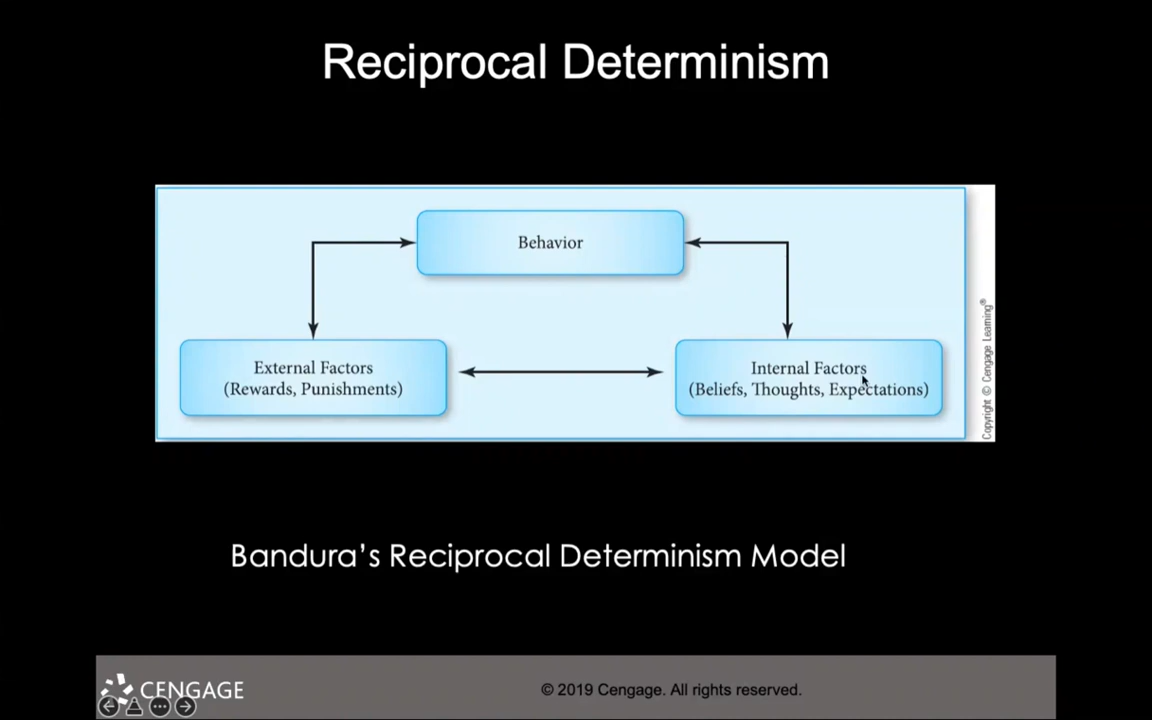 Reciprocal Determinism
Behavior
External Factors
(Rewards, Punishments)
Internal Factors
(Beliefs, Thoughts, Expectations)
Copyright © Cengage Learning®
Bandura's Reciprocal Determinism Model
CENGAGE
© 2019 Cengage. All rights reserved.